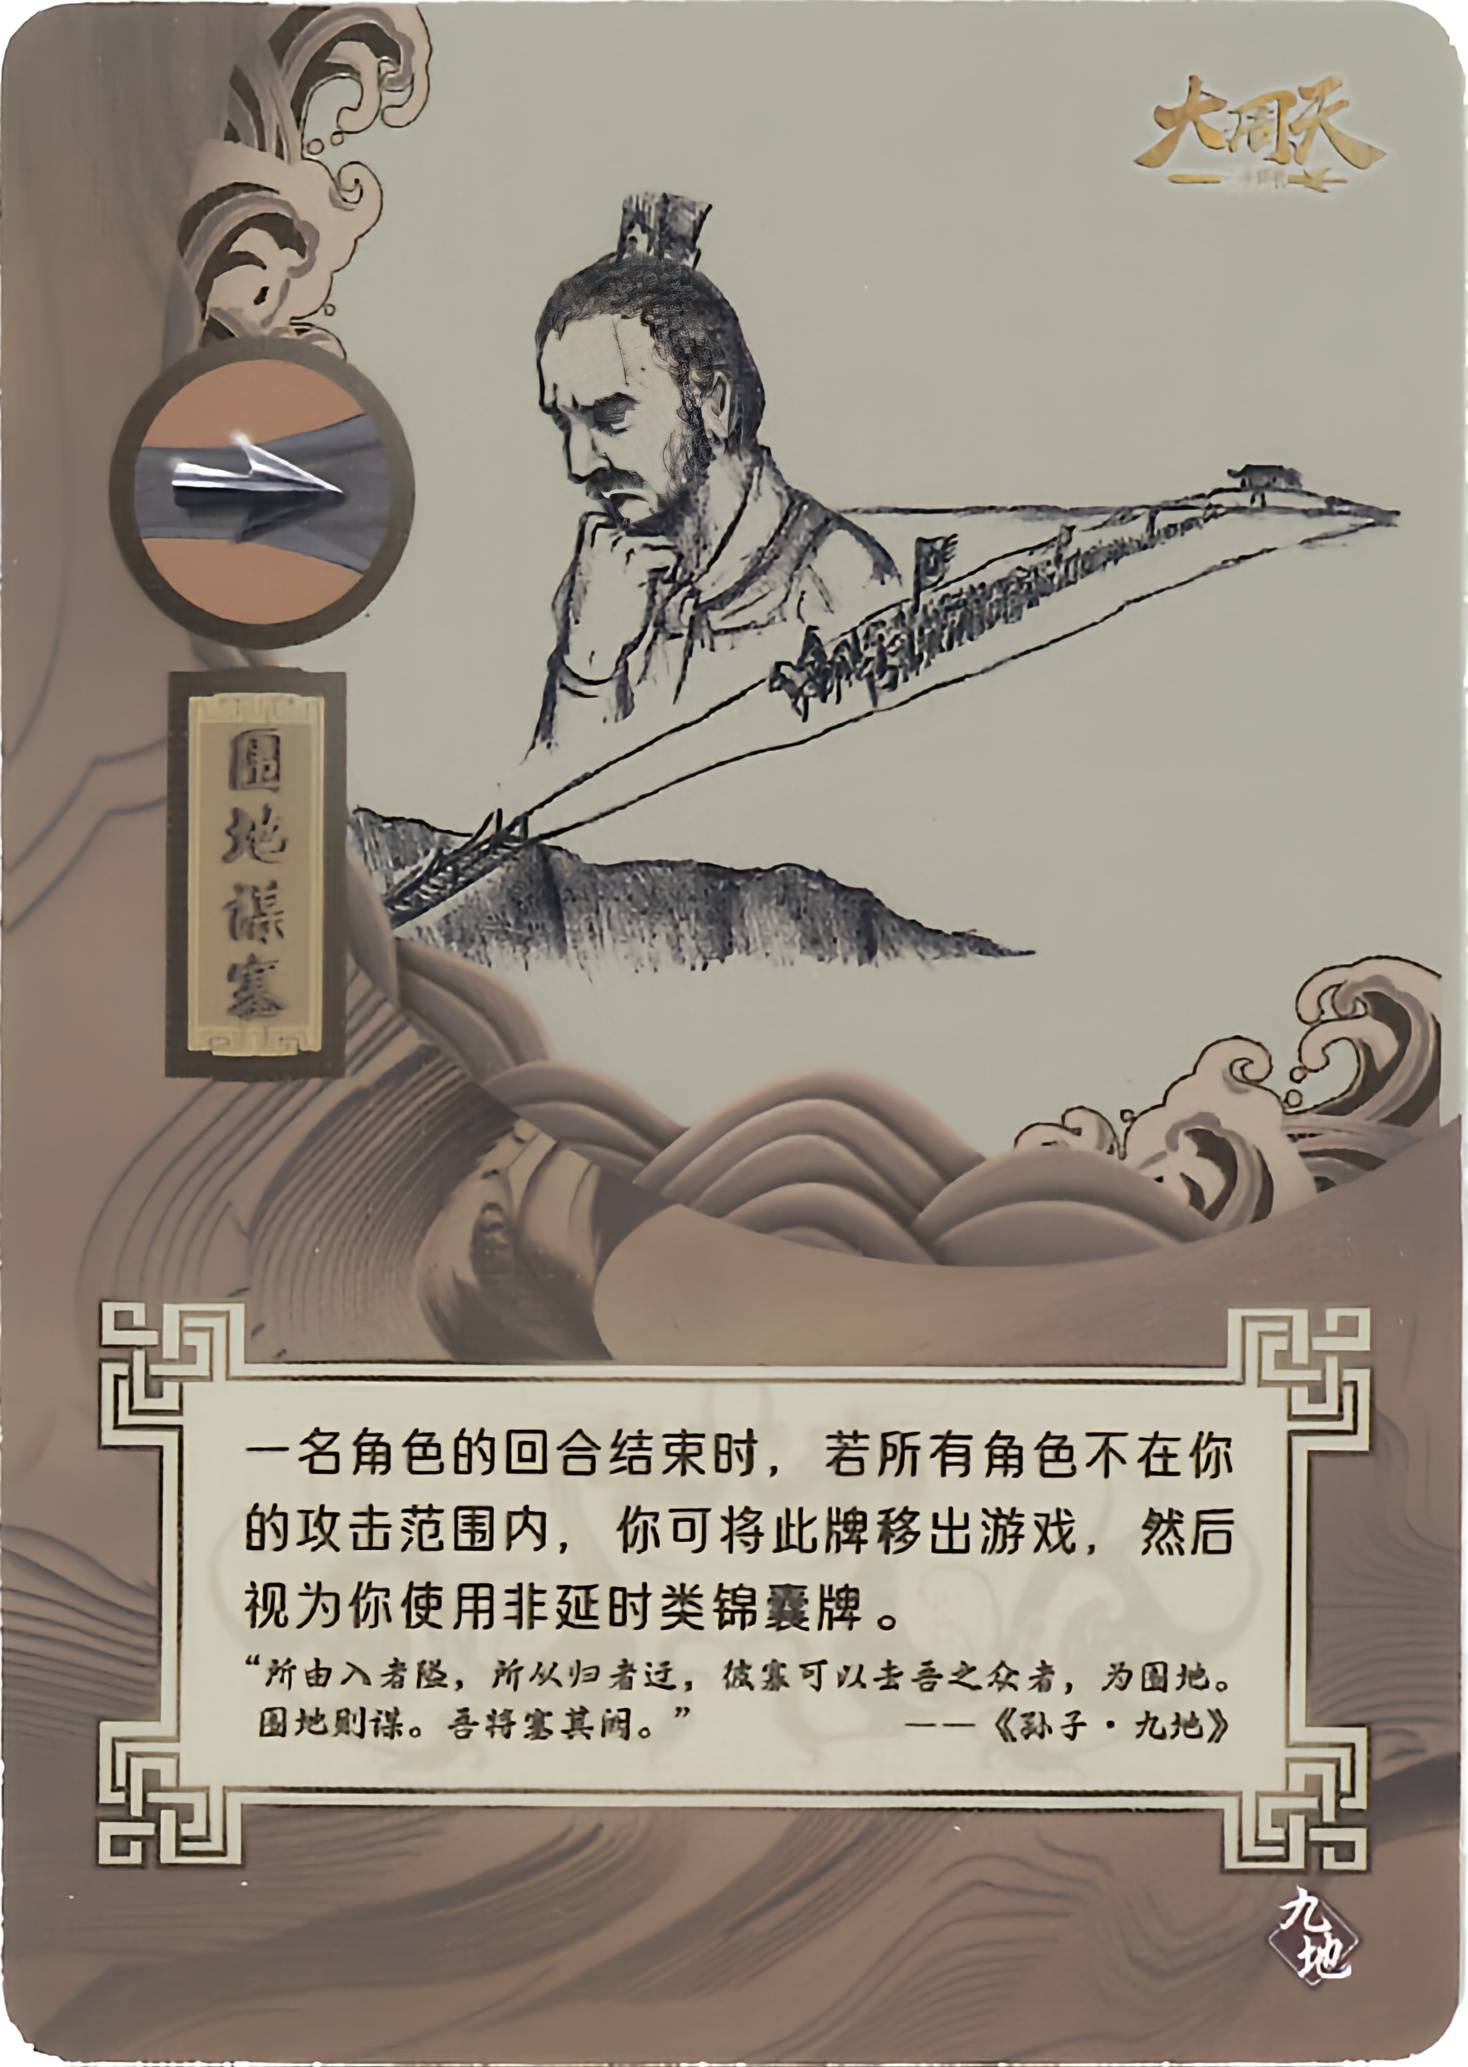 大周天
围地谋塞
一名角色的回合结束时，若所有角色不在你
的攻击范围内，你可将此牌移出游戏，然后
视为你使用非延时类锦囊牌。
“所由入者隘，所从归者迂，彼寡可以击吾之众者，为围地。
围地则谋。吾将塞其阙。”——《孙子·九地》
九地